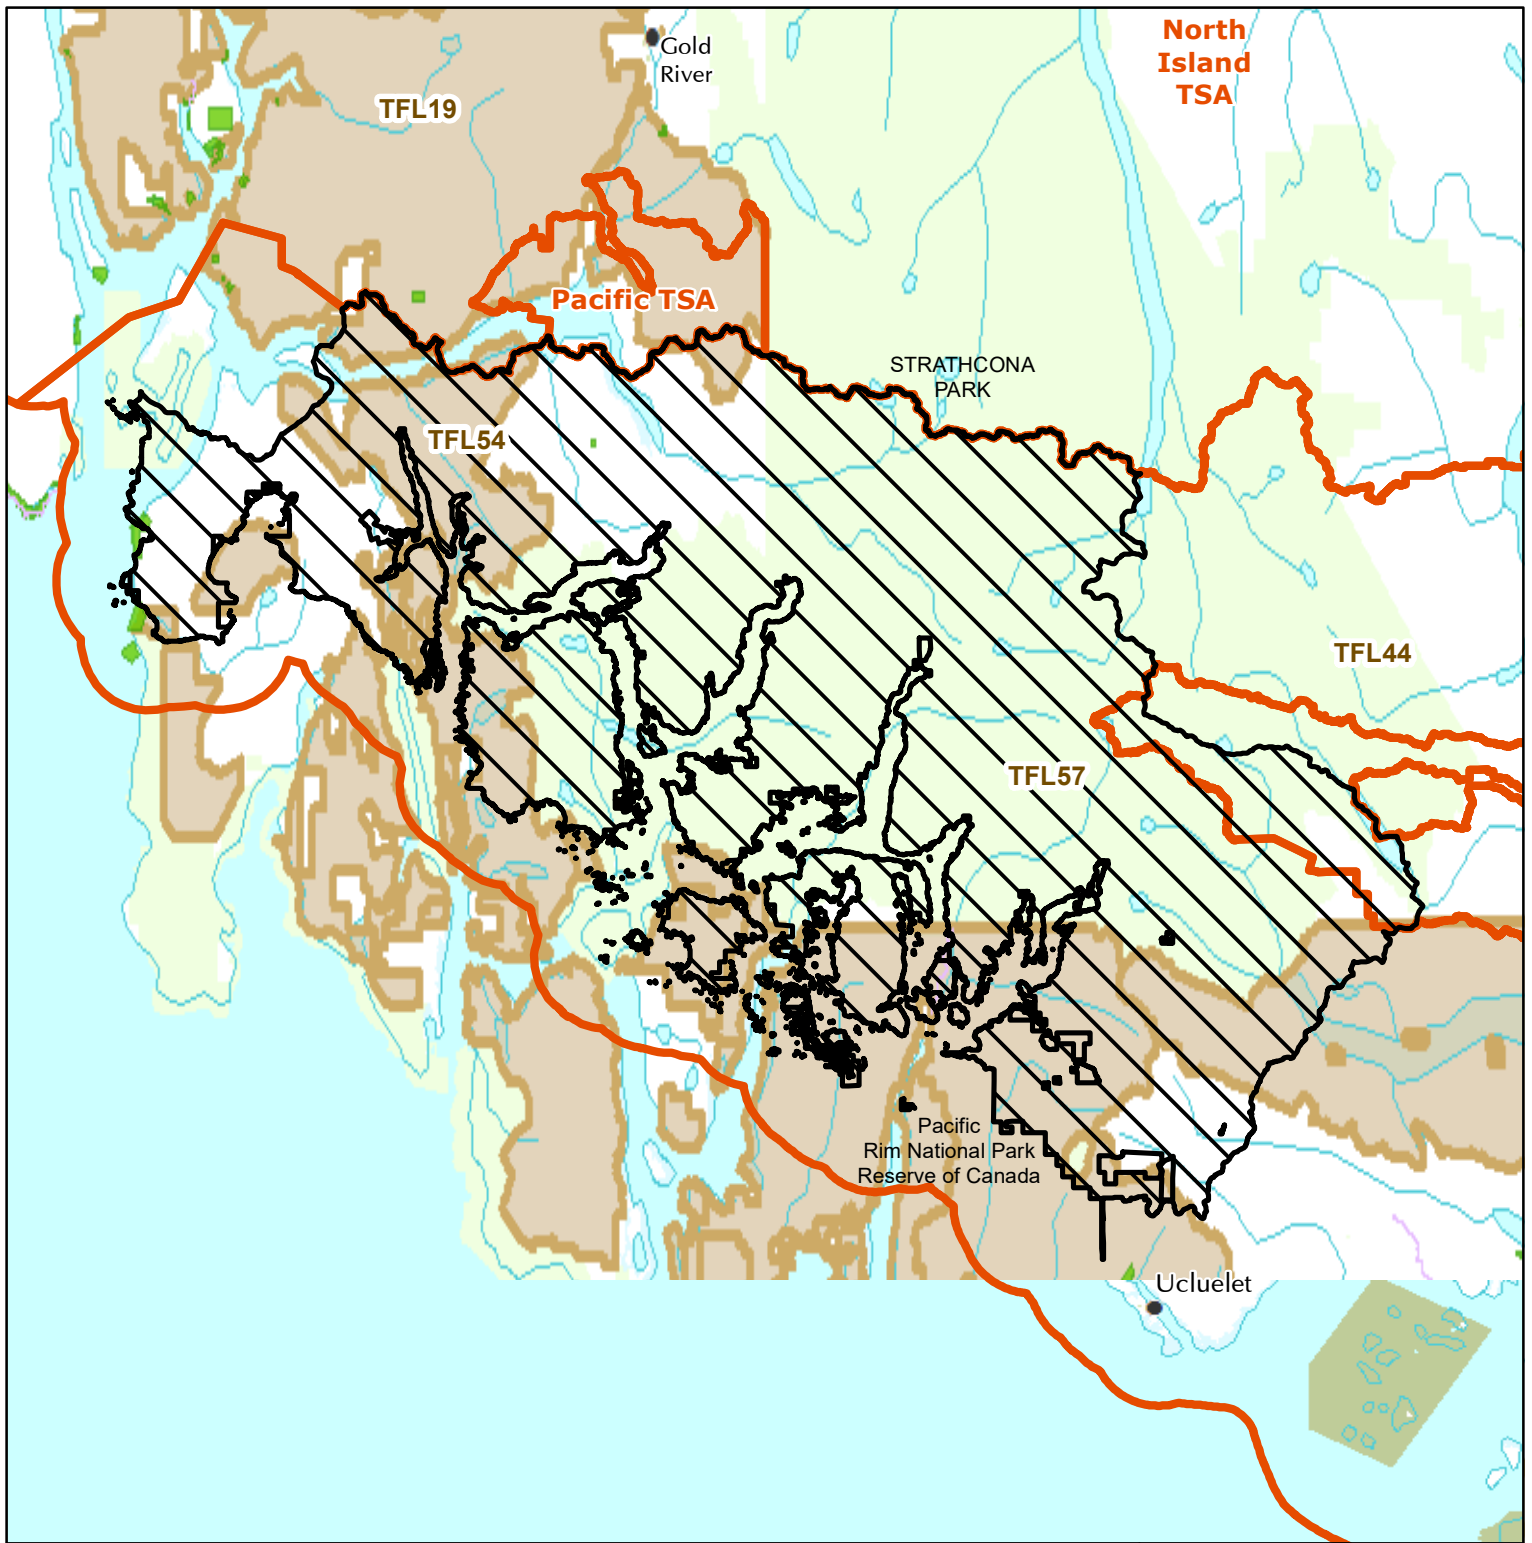 North
Island
TSA
Gold
River
TFL19
Pacific TSA
STRATHCONA
PARK
TFL54
TFL44
TFL57
Pacific
Rim National Park
Reserve of Canada
Ucluelet